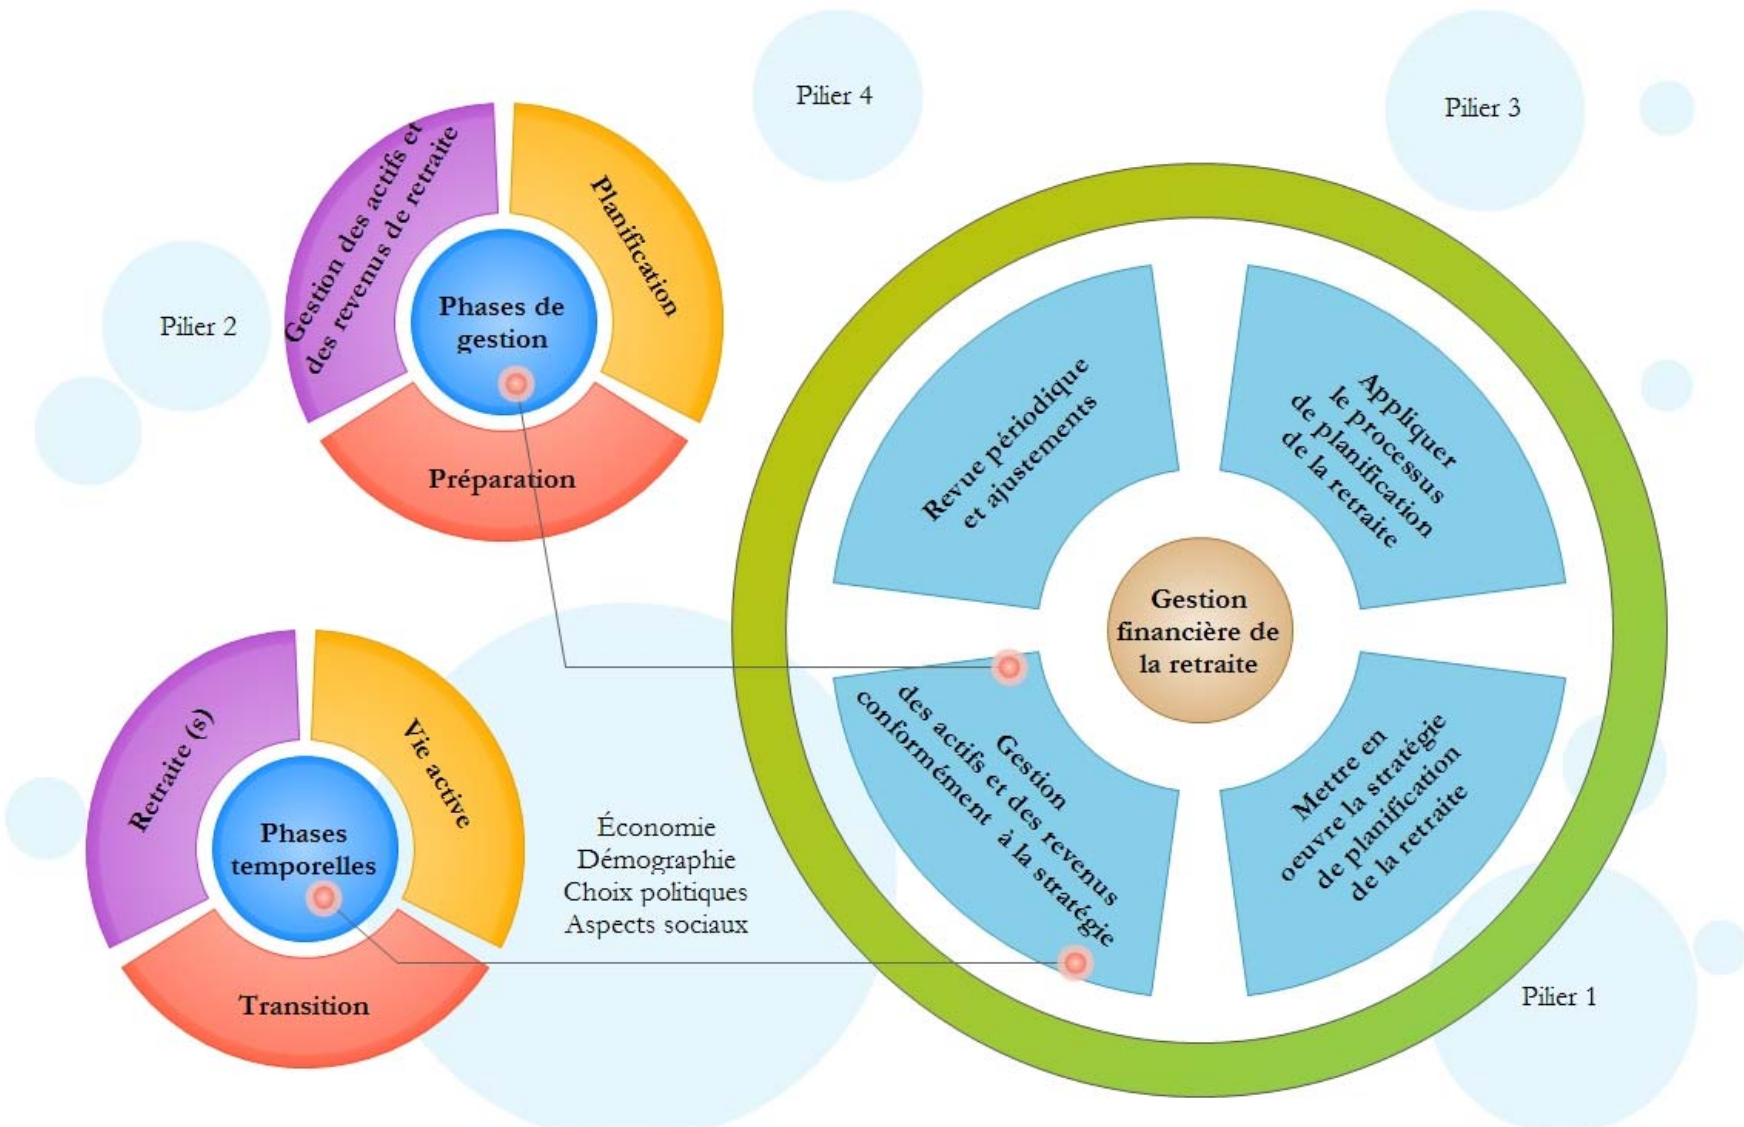 Pilier 4
Pilier 3
Pilier 2
Gestion des actifs et
des revenus de retraite
Planification
Phases de
gestion
Préparation
Revue périodique
et ajustements
Appliquer
le processus
de planification
de la retraite
Gestion
financière de
la retraite
Gestion
des actifs et des revenus
conformément à la stratégie
Mettre en
oeuvre la stratégie
de planification
de la retraite
Retraite (s)
Vie active
Phases
temporelles
Transition
Économie
Démographie
Choix politiques
Aspects sociaux
Pilier 1